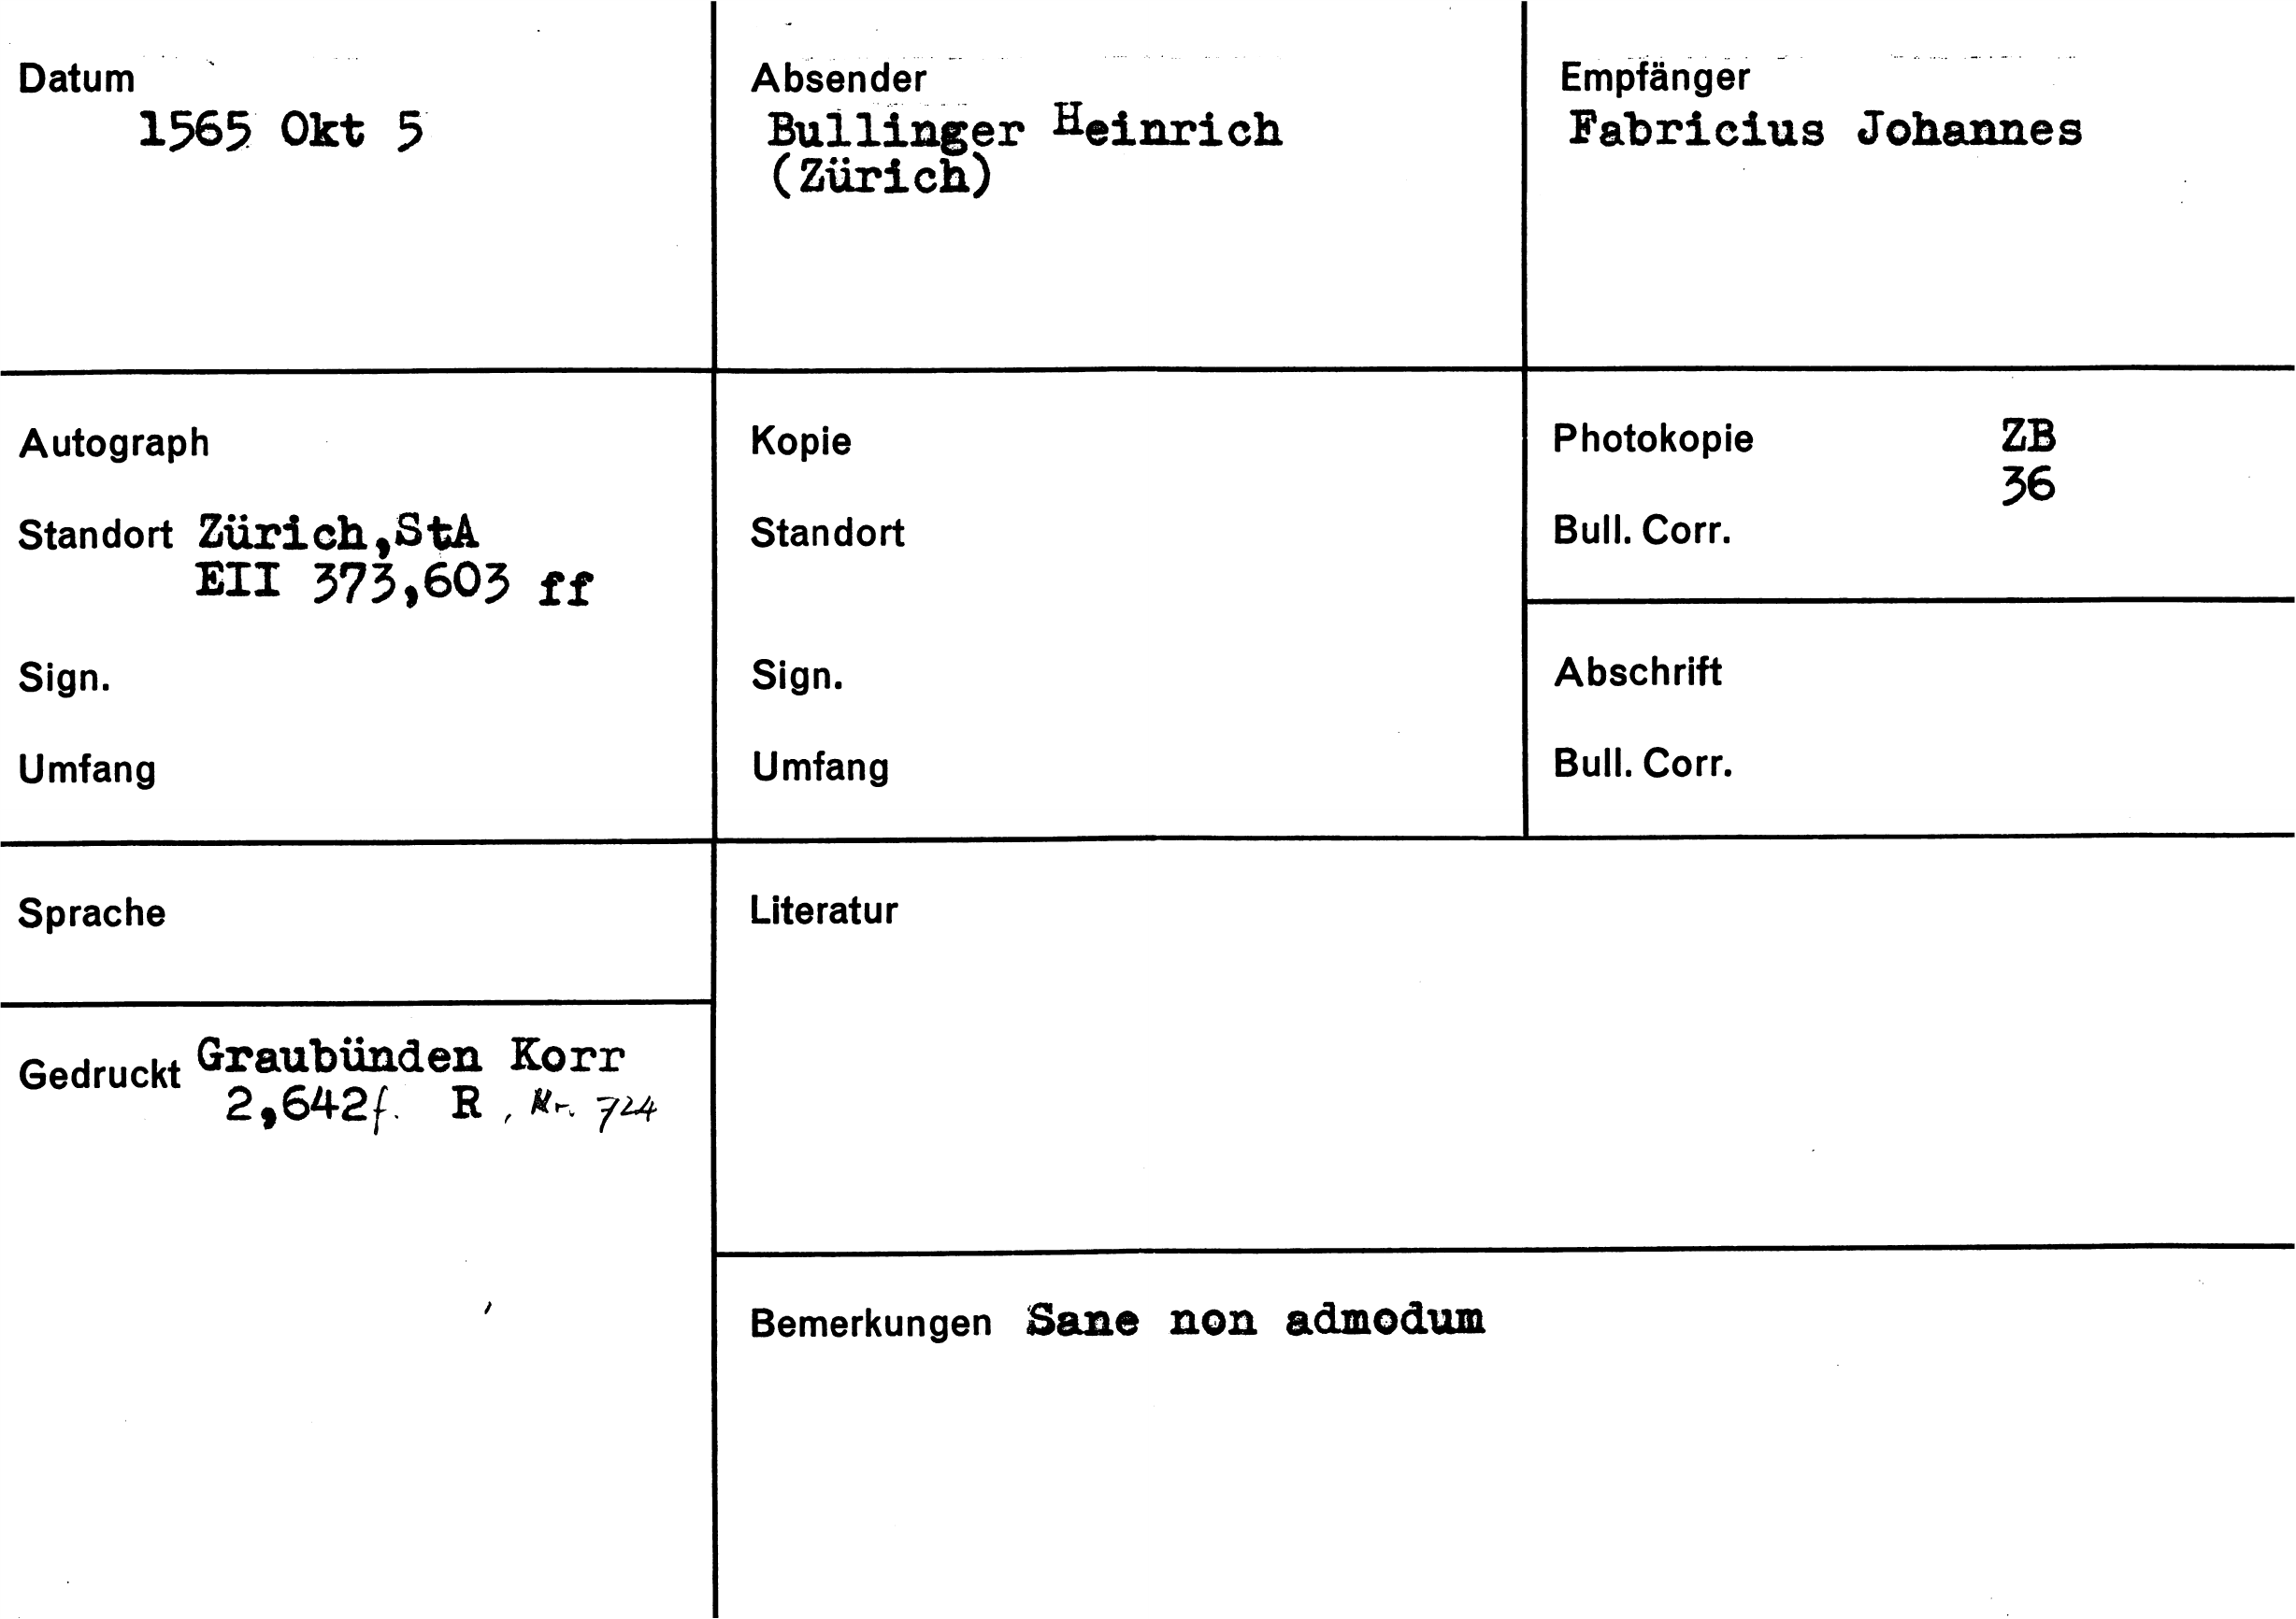 Datum
1565 Okt 5
Absender
Bullinger Heinrich
(Zürich)
Empfänger
Fabricius Johannes
Autograph
Standort Zürich,StA
EII 373,603 ff
Sign.
Umfang
Kopie
Standort
Sign.
Umfang
Photokopie ZB
36
Bull. Corr.
Abschrift
Bull. Corr.
Sprache
Literatur
Gedruckt Graubünden Korr
2,642f. R , Nr. 724
Bemerkungen Sane non admodum